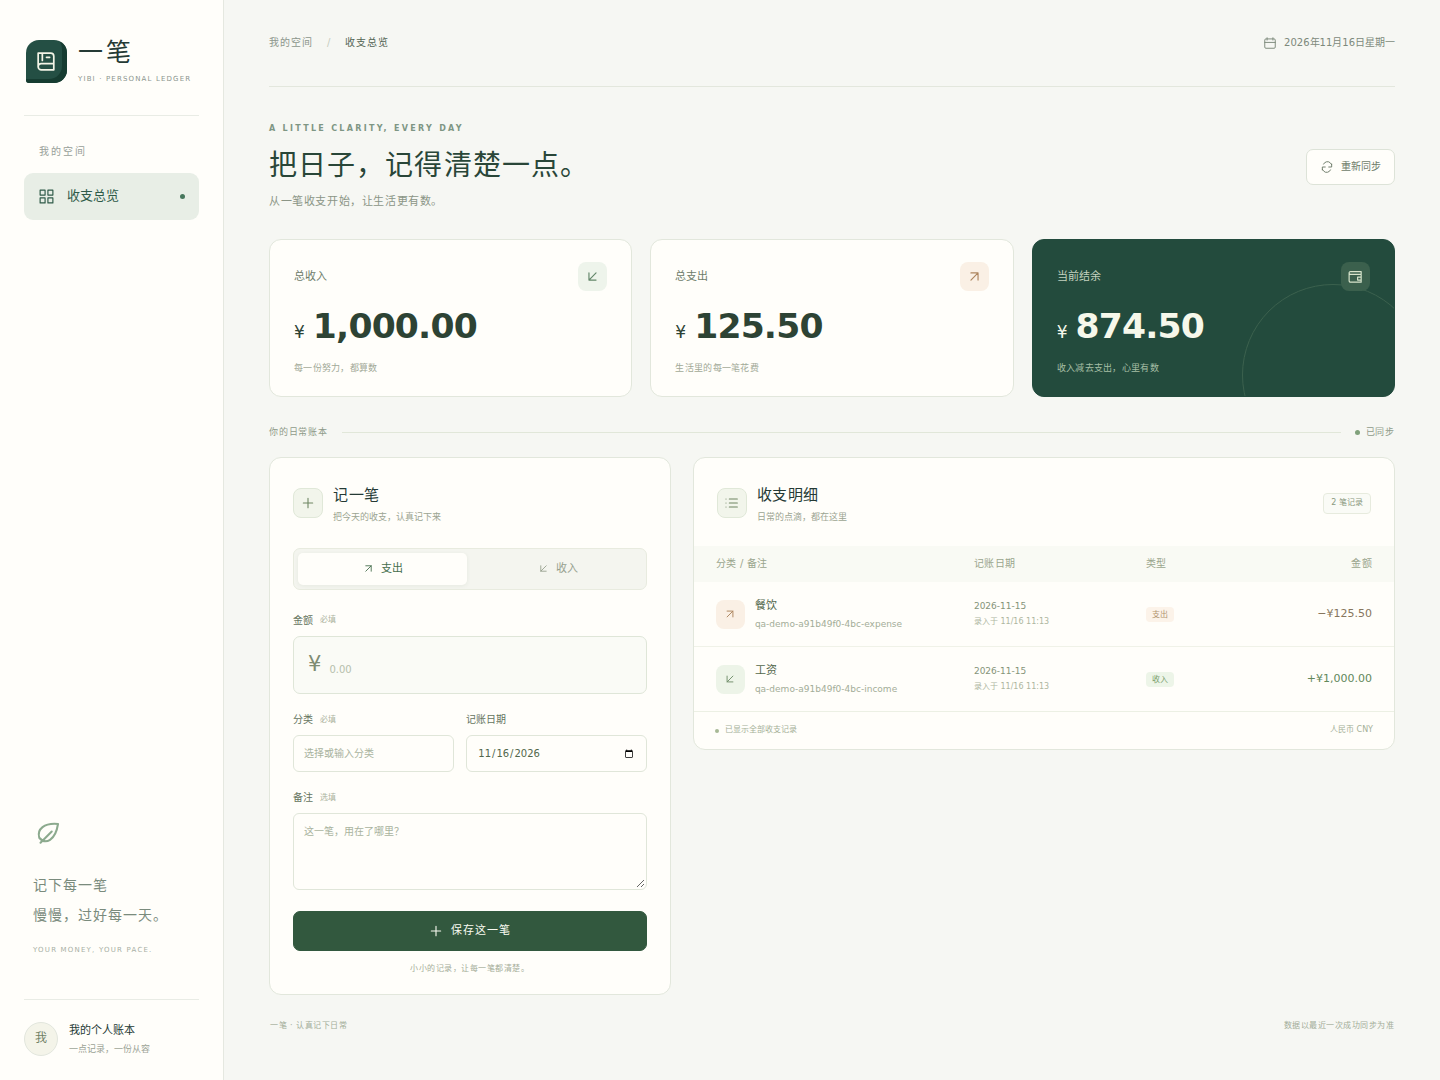 一笔
YIBI · PERSONAL LEDGER
我的空间
收支总览
记下每一笔
慢慢，过好每一天。
YOUR MONEY, YOUR PACE.
我
我的个人账本
一点记录，一份从容
我的空间 / 收支总览
2026年11月16日星期一
A LITTLE CLARITY, EVERY DAY
把日子，记得清楚一点。
从一笔收支开始，让生活更有数。
重新同步
总收入
¥ 1,000.00
每一份努力，都算数
总支出
¥ 125.50
生活里的每一笔花费
当前结余
¥ 874.50
收入减去支出，心里有数
你的日常账本
已同步
记一笔
把今天的收支，认真记下来
支出
收入
金额 必填
¥ 0.00
分类 必填
选择或输入分类
记账日期
11/16/2026
备注 选填
这一笔，用在了哪里？
保存这一笔
小小的记录，让每一笔都清楚。
收支明细
日常的点滴，都在这里
2 笔记录
分类 / 备注 记账日期 类型 金额
餐饮
qa-demo-a91b49f0-4bc-expense
2026-11-15
录入于 11/16 11:13
支出
−¥125.50
工资
qa-demo-a91b49f0-4bc-income
2026-11-15
录入于 11/16 11:13
收入
+¥1,000.00
已显示全部收支记录
人民币 CNY
一笔 · 认真记下日常
数据以最近一次成功同步为准